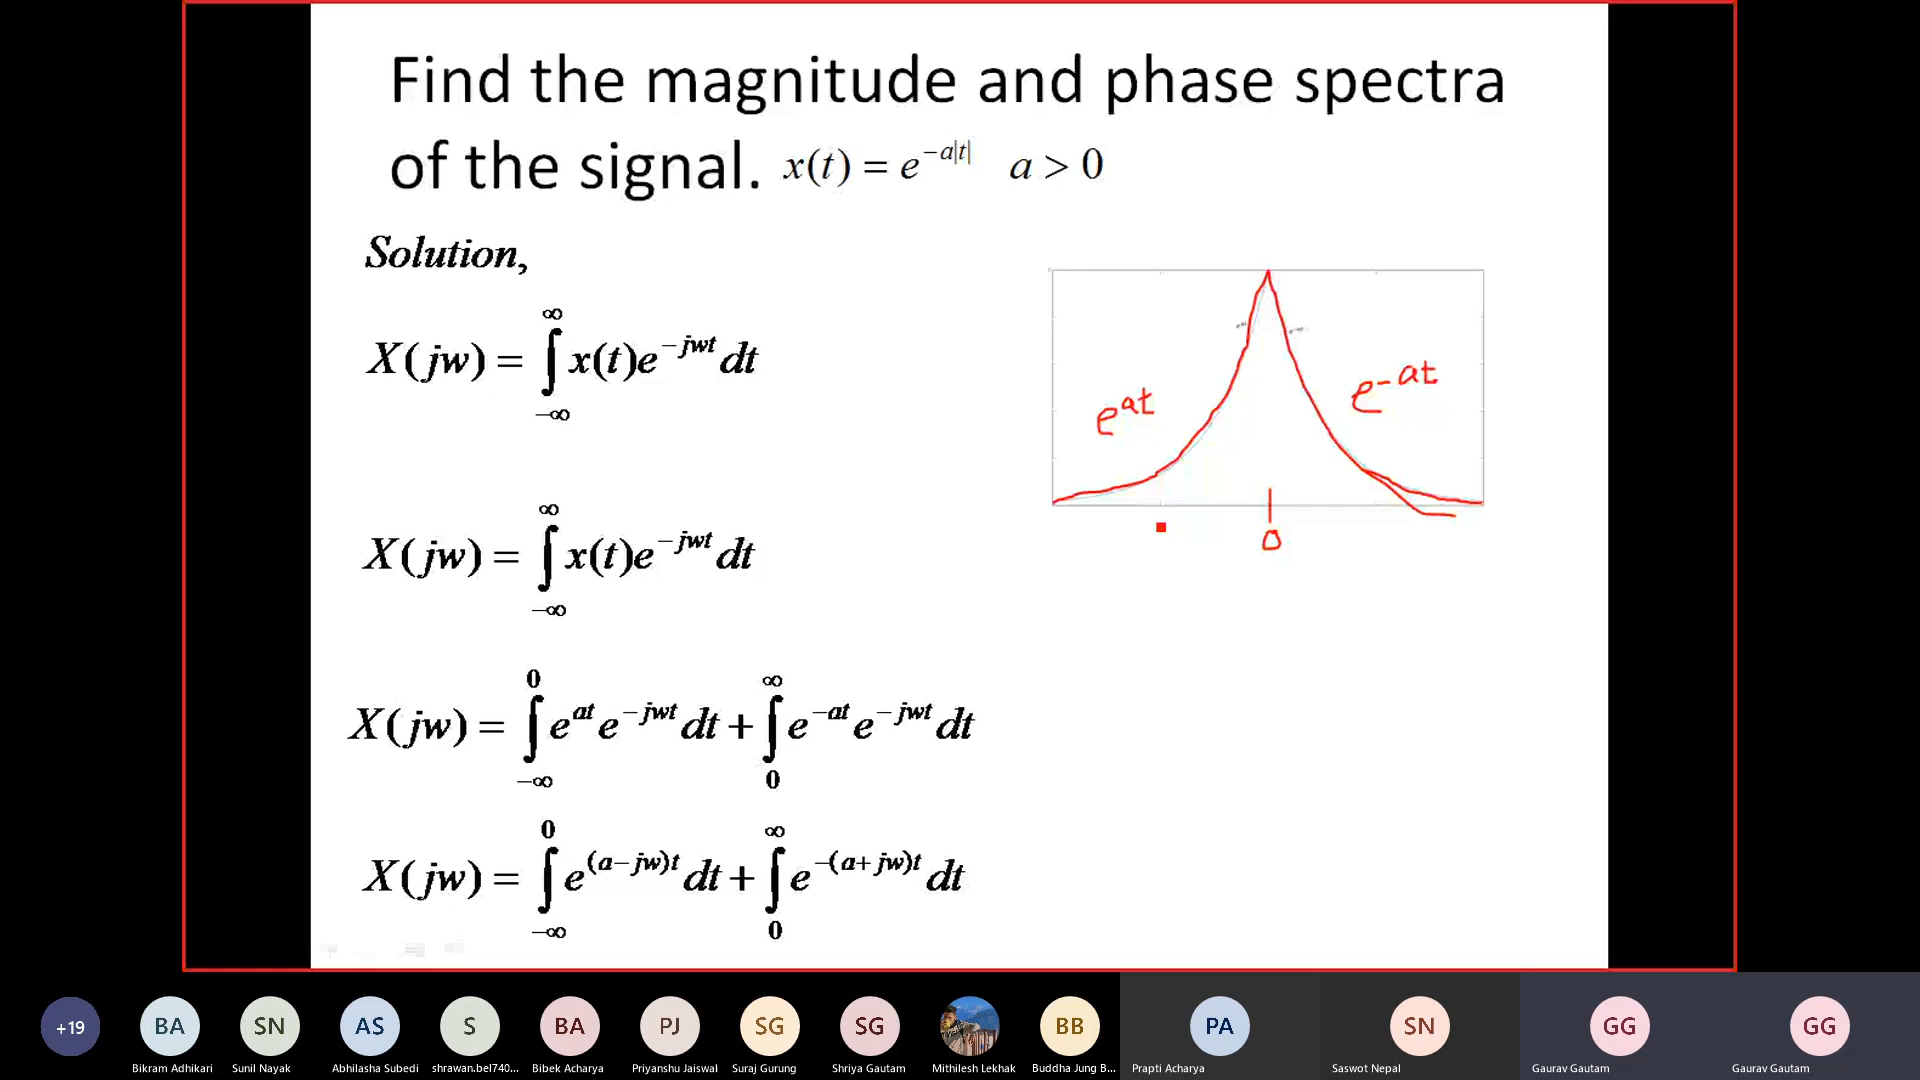 Find the magnitude and phase spectra
of the signal. x(t) = e^{-a|t|} a > 0
Solution,
X(jw) = ∫_{-∞}^{∞} x(t)e^{-jwt} dt
e^{at} e^{-at}
0
X(jw) = ∫_{-∞}^{∞} x(t)e^{-jwt} dt
X(jw) = ∫_{-∞}^{0} e^{at} e^{-jwt} dt + ∫_{0}^{∞} e^{-at} e^{-jwt} dt
X(jw) = ∫_{-∞}^{0} e^{(a-jw)t} dt + ∫_{0}^{∞} e^{-(a+jw)t} dt
+19 BA SN AS S BA PJ SG SG BB PA SN GG GG
Bikram Adhikari Sunil Nayak Abhilasha Subedi shrawan.bel740... Bibek Acharya Priyanshu Jaiswal Suraj Gurung Shriya Gautam Mithilesh Lekhak Buddha Jung B... Prapti Acharya Saswot Nepal Gaurav Gautam Gaurav Gautam